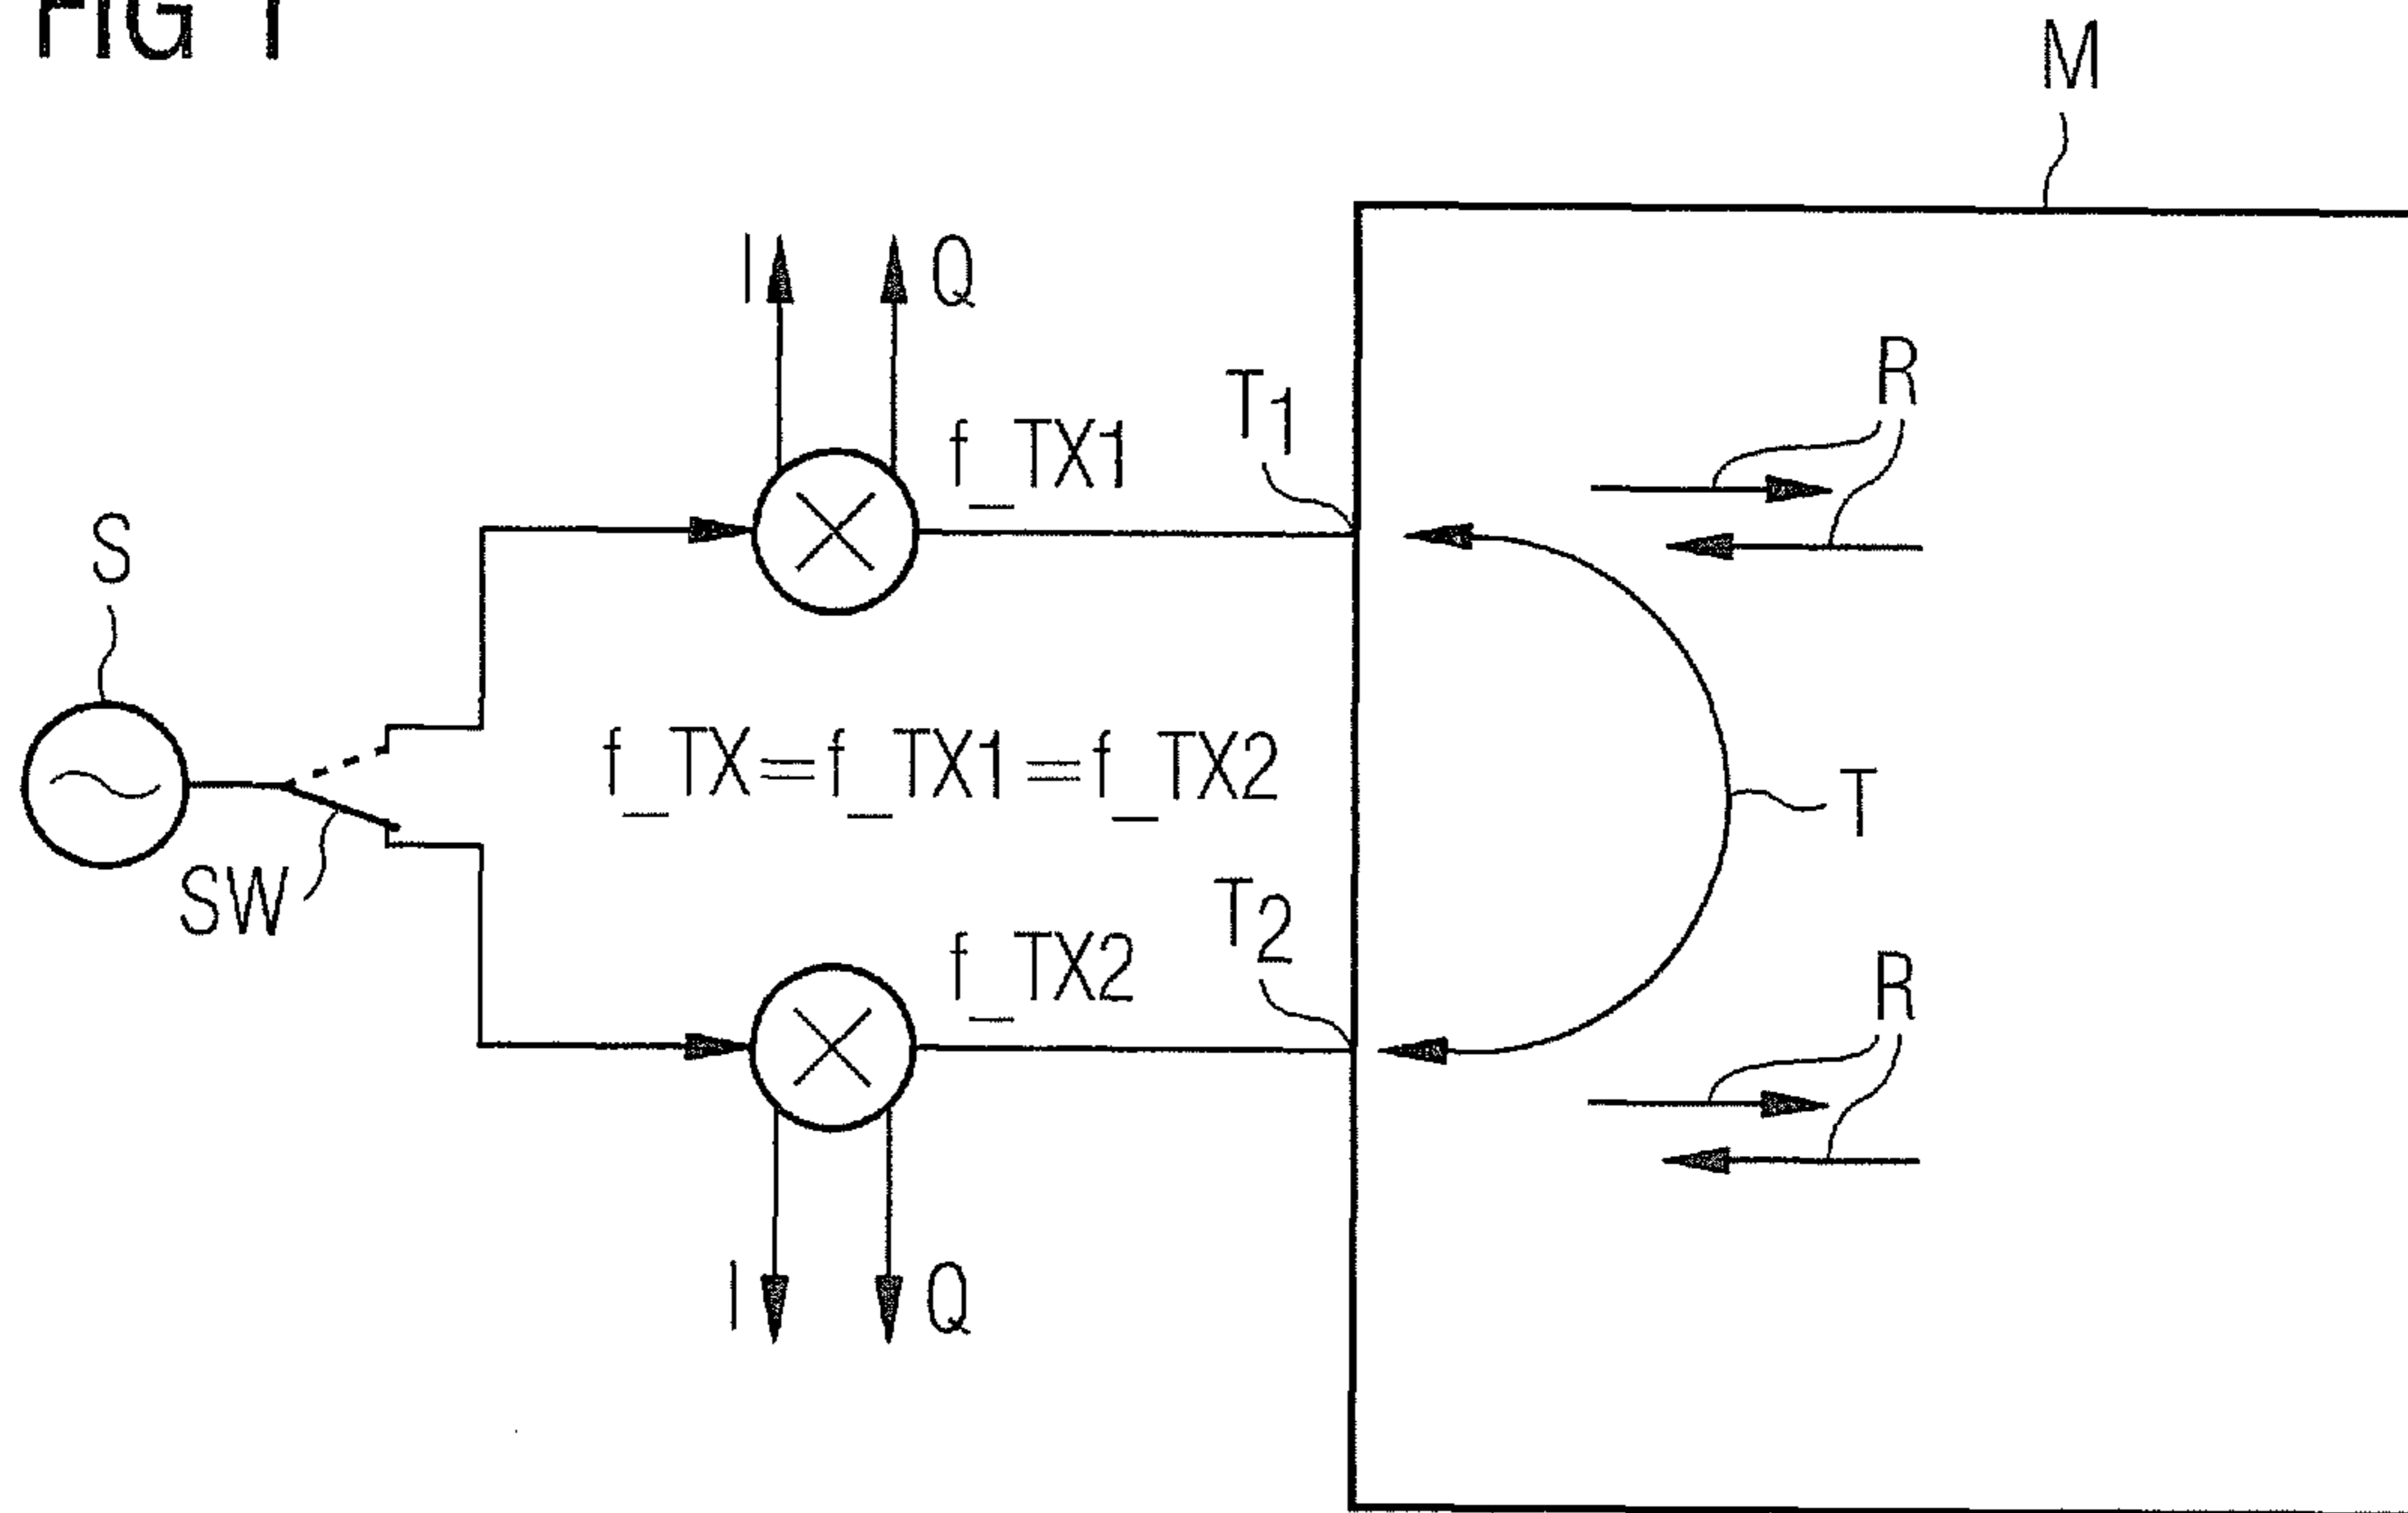 FIG 1
M
I
Q
R
T1
f_TX1
S
f_TX=f_TX1=f_TX2
T
SW
T2
f_TX2
R
I
Q